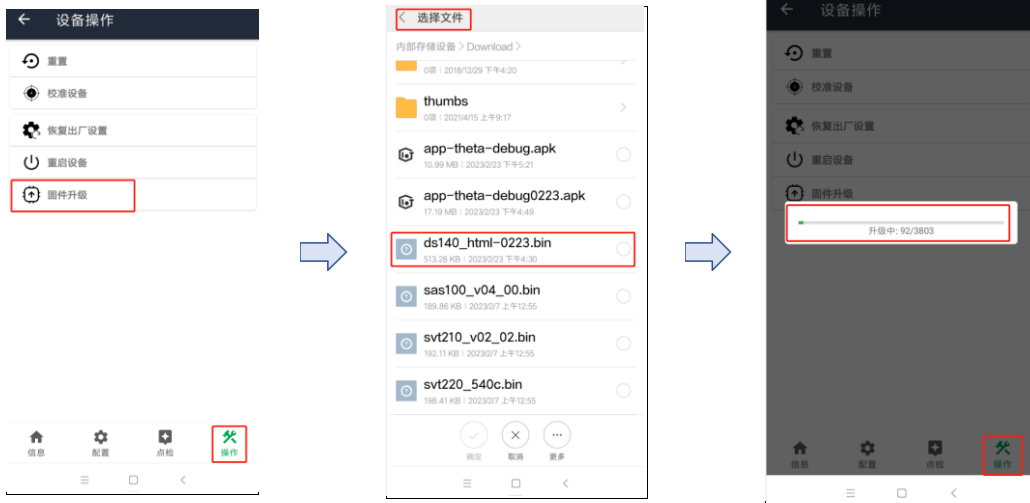 设备操作
重置
校准设备
恢复出厂设置
重启设备
固件升级
信息
配置
点检
操作
选择文件
内部存储设备 > Download >
0项 | 2018/12/29 下午4:20
thumbs
0项 | 2021/4/15 上午9:17
app-theta-debug.apk
10.99 MB | 2023/2/23 下午5:21
app-theta-debug0223.apk
17.19 MB | 2023/2/23 下午4:49
ds140_html-0223.bin
513.28 KB | 2023/2/23 下午4:30
sas100_v04_00.bin
189.86 KB | 2023/2/7 上午12:55
svt210_v02_02.bin
192.11 KB | 2023/2/7 上午12:55
svt220_540c.bin
198.41 KB | 2023/2/7 上午12:55
确定
取消
更多
设备操作
重置
校准设备
恢复出厂设置
重启设备
固件升级
升级中: 92/3803
信息
配置
点检
操作